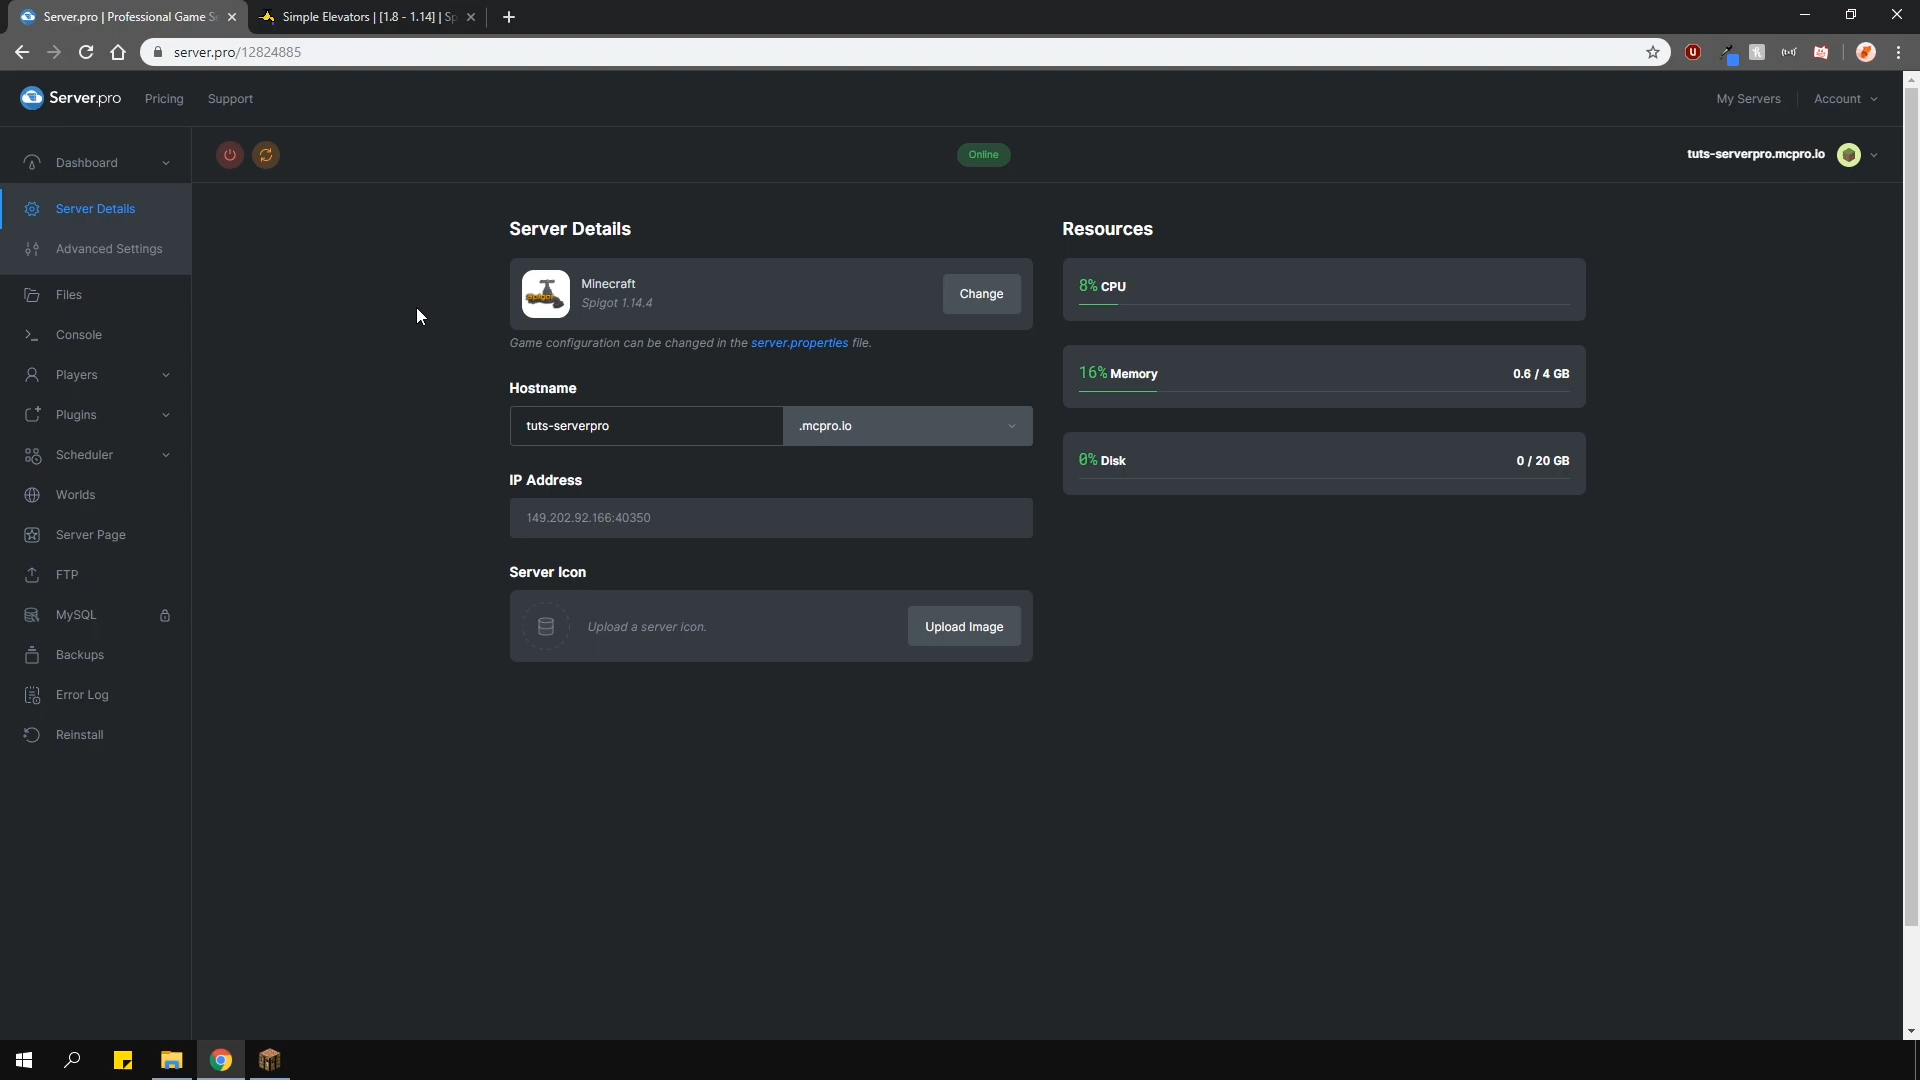 Server.pro | Professional Game S
Simple Elevators | [1.8 - 1.14] | Sp
server.pro/12824885
Server.pro
Pricing
Support
My Servers
Account
Dashboard
Online
tuts-serverpro.mcpro.io
Server Details
Advanced Settings
Files
Console
Players
Plugins
Scheduler
Worlds
Server Page
FTP
MySQL
Backups
Error Log
Reinstall
Server Details
Spigot
Minecraft
Spigot 1.14.4
Change
Game configuration can be changed in the server.properties file.
Hostname
tuts-serverpro
.mcpro.io
IP Address
149.202.92.166:40350
Server Icon
Upload a server icon.
Upload Image
Resources
8% CPU
16% Memory
0.6 / 4 GB
0% Disk
0 / 20 GB